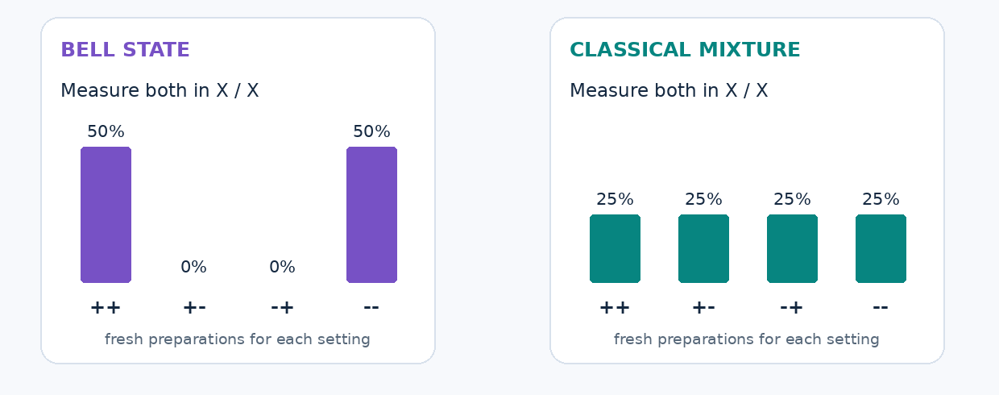 BELL STATE
Measure both in X / X
50%
0%
0%
50%
++
+-
-+
--
fresh preparations for each setting
CLASSICAL MIXTURE
Measure both in X / X
25%
25%
25%
25%
++
+-
-+
--
fresh preparations for each setting